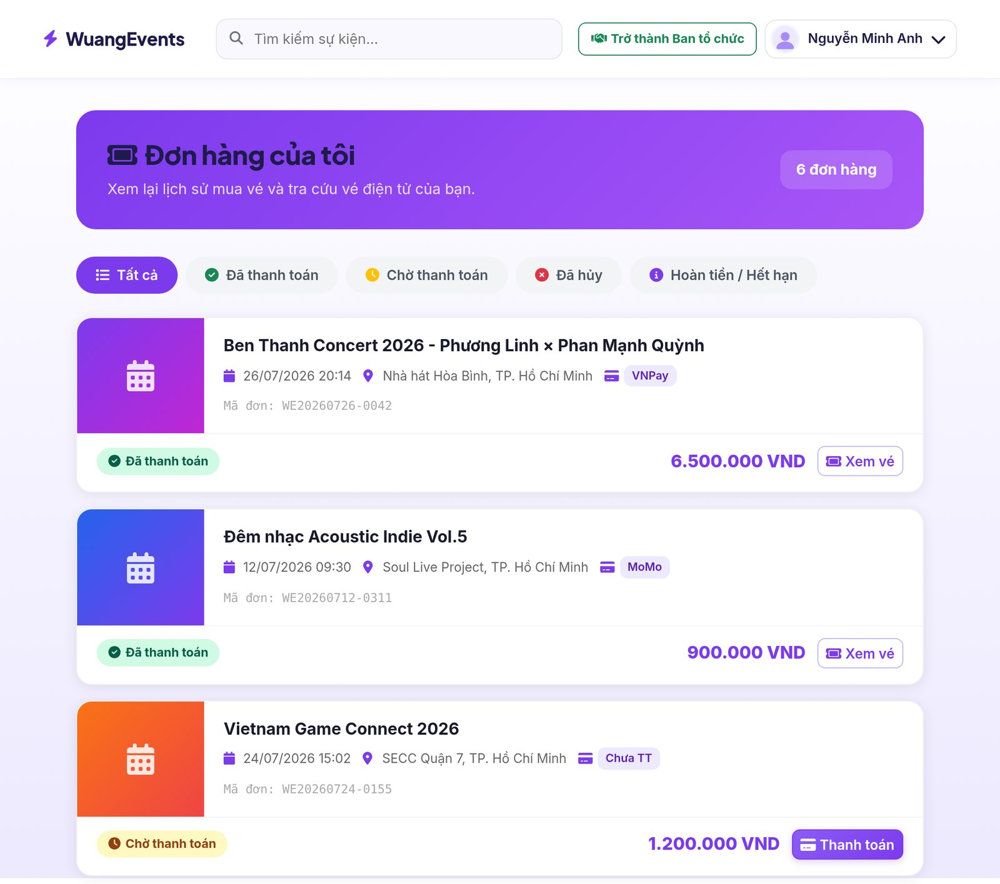 WuangEvents
Tìm kiếm sự kiện...
Trở thành Ban tổ chức
Nguyễn Minh Anh
Đơn hàng của tôi
Xem lại lịch sử mua vé và tra cứu vé điện tử của bạn.
6 đơn hàng
Tất cả
Đã thanh toán
Chờ thanh toán
Đã hủy
Hoàn tiền / Hết hạn
Ben Thanh Concert 2026 - Phương Linh × Phan Mạnh Quỳnh
26/07/2026 20:14 Nhà hát Hòa Bình, TP. Hồ Chí Minh VNPay
Mã đơn: WE20260726-0042
Đã thanh toán
6.500.000 VND
Xem vé
Đêm nhạc Acoustic Indie Vol.5
12/07/2026 09:30 Soul Live Project, TP. Hồ Chí Minh MoMo
Mã đơn: WE20260712-0311
Đã thanh toán
900.000 VND
Xem vé
Vietnam Game Connect 2026
24/07/2026 15:02 SECC Quận 7, TP. Hồ Chí Minh Chưa TT
Mã đơn: WE20260724-0155
Chờ thanh toán
1.200.000 VND
Thanh toán